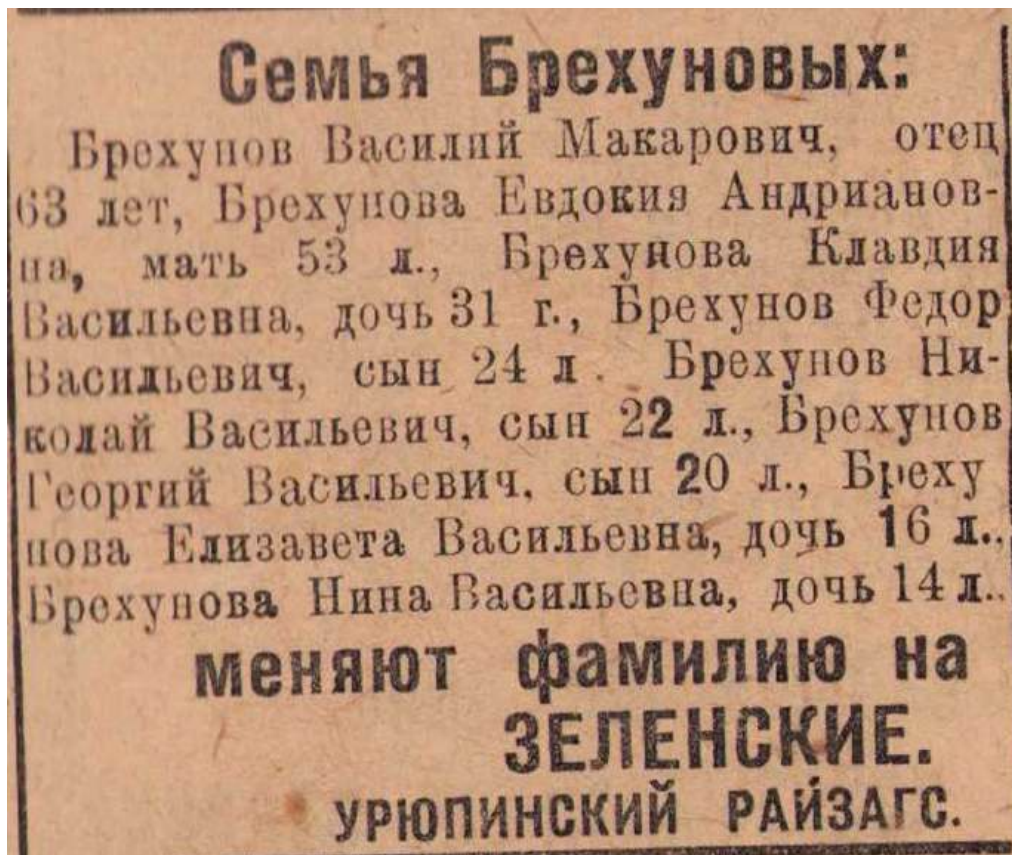 Семья Брехуновых:
Брехунов Василий Макарович, отец
63 лет, Брехунова Евдокия Андрианов-
на, мать 53 л., Брехунова Клавдия
Васильевна, дочь 31 г., Брехунов Федор
Васильевич, сын 24 л. Брехунов Ни-
колай Васильевич, сын 22 л., Брехунов
Георгий Васильевич, сын 20 л., Бреху
нова Елизавета Васильевна, дочь 16 л.,
Брехунова Нина Васильевна, дочь 14 л.,
меняют фамилию на
ЗЕЛЕНСКИЕ.
УРЮПИНСКИЙ РАЙЗАГС.